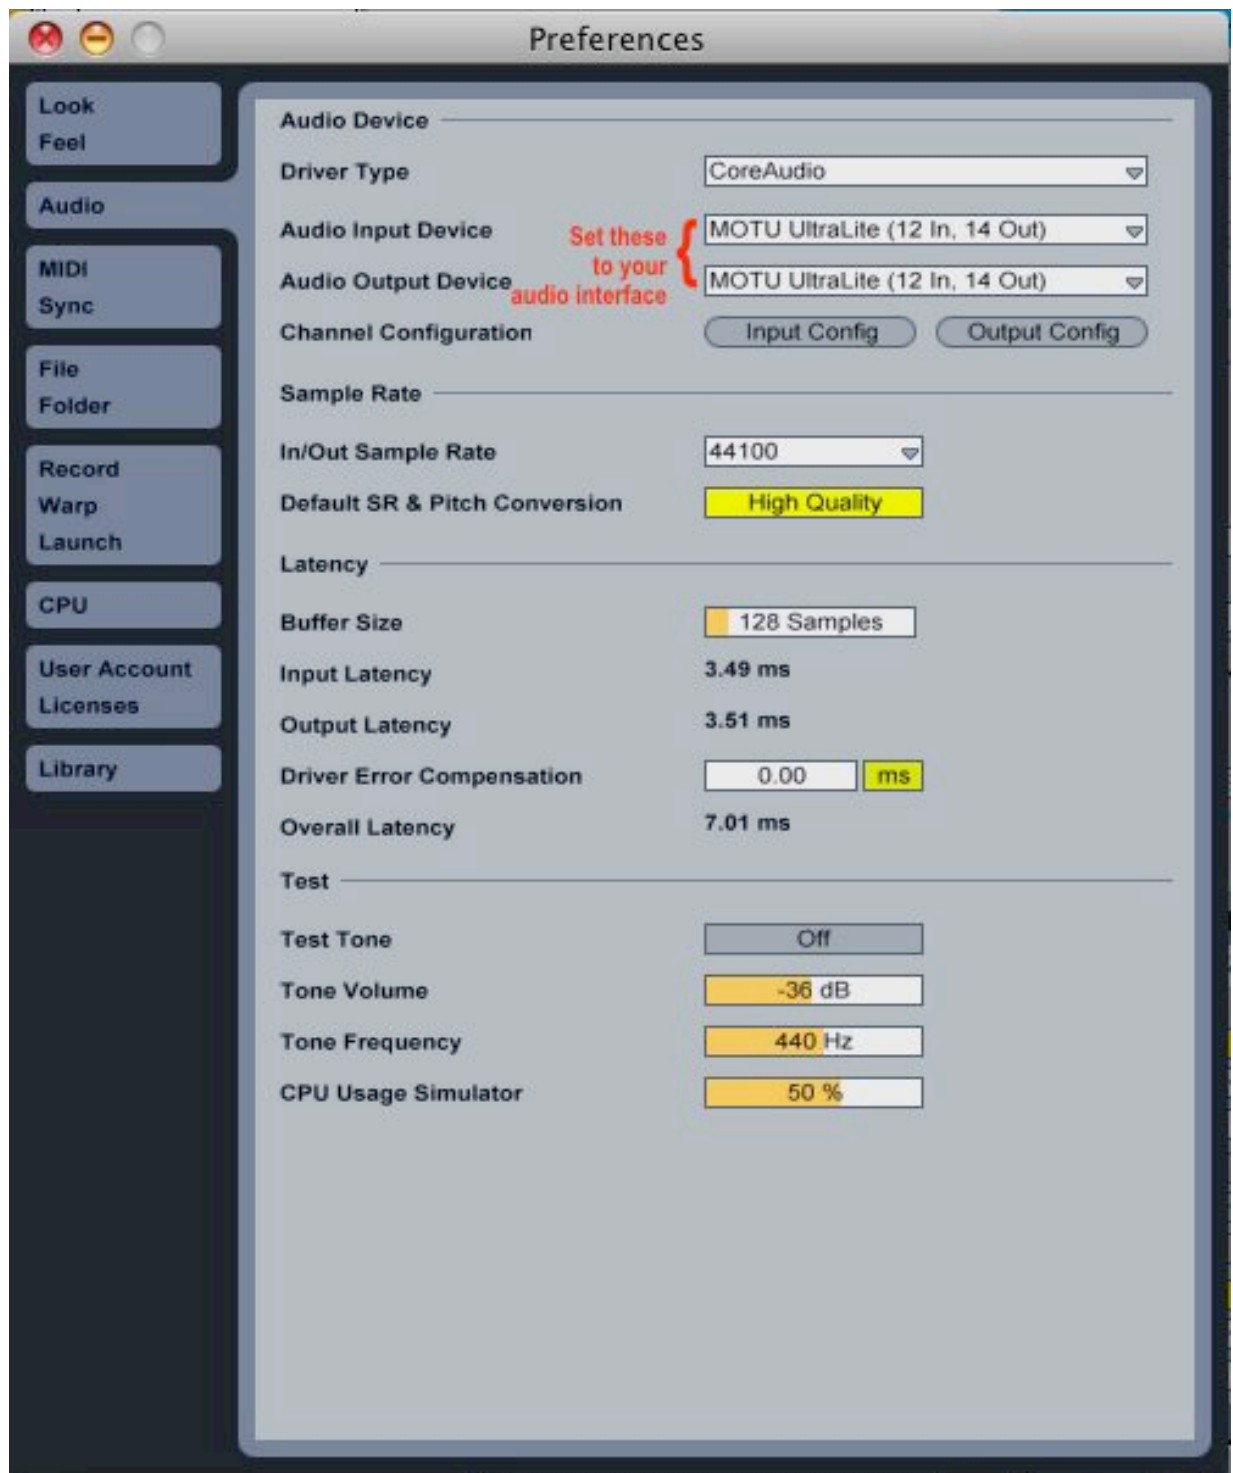 Preferences
Look
Feel
Audio
MIDI
Sync
File
Folder
Record
Warp
Launch
CPU
User Account
Licenses
Library
Audio Device
Driver Type
CoreAudio
Audio Input Device
MOTU UltraLite (12 In, 14 Out)
Audio Output Device
MOTU UltraLite (12 In, 14 Out)
Set these
to your
audio interface
Channel Configuration
Input Config
Output Config
Sample Rate
In/Out Sample Rate
44100
Default SR & Pitch Conversion
High Quality
Latency
Buffer Size
128 Samples
Input Latency
3.49 ms
Output Latency
3.51 ms
Driver Error Compensation
0.00
ms
Overall Latency
7.01 ms
Test
Test Tone
Off
Tone Volume
-36 dB
Tone Frequency
440 Hz
CPU Usage Simulator
50 %